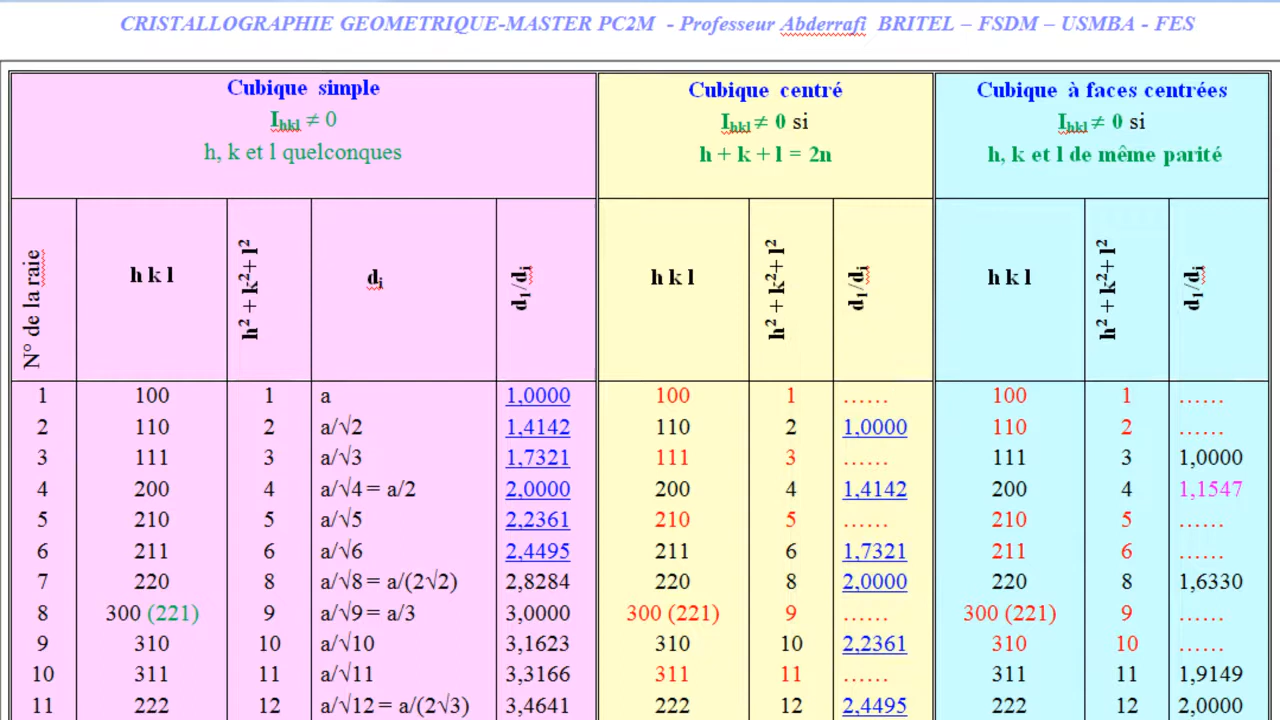 CRISTALLOGRAPHIE GEOMETRIQUE-MASTER PC2M - Professeur Abderrafi BRITEL – FSDM – USMBA - FES
Cubique simple Cubique centré Cubique à faces centrées
Ihkl ≠ 0 Ihkl ≠ 0 si Ihkl ≠ 0 si
h, k et l quelconques h + k + l = 2n h, k et l de même parité
N° de la raie h k l h² + k²+ l² di d1/di h k l h² + k²+ l² d1/di h k l h² + k²+ l² d1/di
1 100 1 a 1,0000 100 1 ...... 100 1 ......
2 110 2 a/√2 1,4142 110 2 1,0000 110 2 ......
3 111 3 a/√3 1,7321 111 3 ...... 111 3 1,0000
4 200 4 a/√4 = a/2 2,0000 200 4 1,4142 200 4 1,1547
5 210 5 a/√5 2,2361 210 5 ...... 210 5 ......
6 211 6 a/√6 2,4495 211 6 1,7321 211 6 ......
7 220 8 a/√8 = a/(2√2) 2,8284 220 8 2,0000 220 8 1,6330
8 300 (221) 9 a/√9 = a/3 3,0000 300 (221) 9 ...... 300 (221) 9 ......
9 310 10 a/√10 3,1623 310 10 2,2361 310 10 ......
10 311 11 a/√11 3,3166 311 11 ...... 311 11 1,9149
11 222 12 a/√12 = a/(2√3) 3,4641 222 12 2,4495 222 12 2,0000